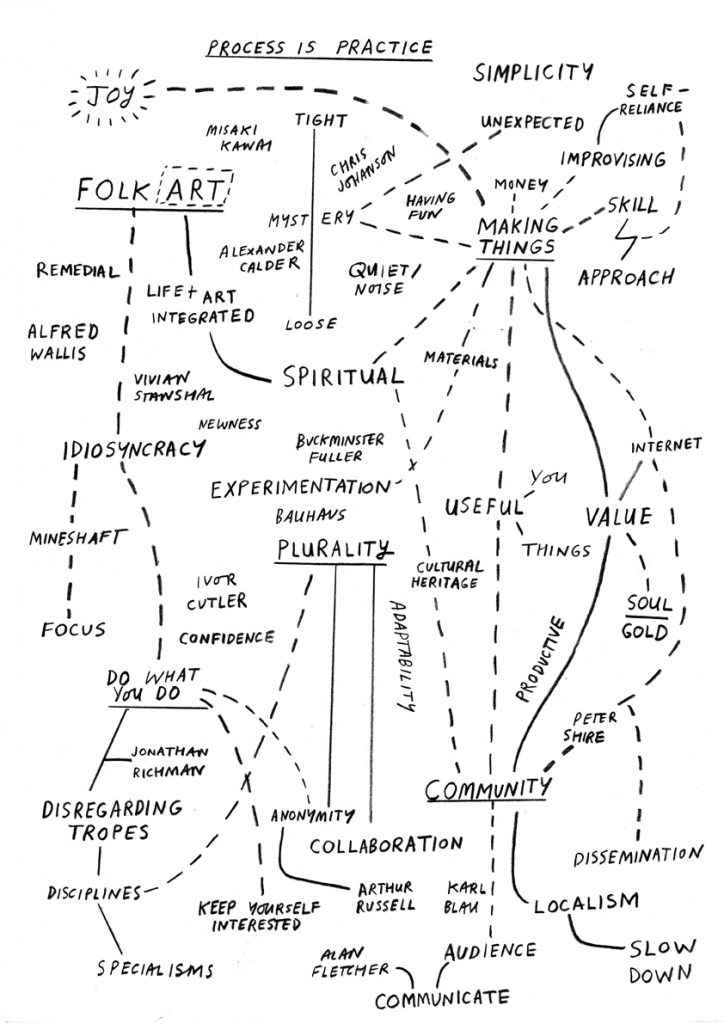 PROCESS IS PRACTICE
SIMPLICITY
JOY
SELF-
RELIANCE
TIGHT
UNEXPECTED
MISAKI
KAWAI
CHRIS
JOHANSON
IMPROVISING
FOLK ART
MONEY
HAVING
FUN
SKILL
MYSTERY
MAKING
THINGS
ALEXANDER
CALDER
REMEDIAL
QUIET/
NOISE
APPROACH
LIFE + ART
INTEGRATED
ALFRED
WALLIS
LOOSE
MATERIALS
SPIRITUAL
VIVIAN
STANSHAL
NEWNESS
IDIOSYNCRACY
BUCKMINSTER
FULLER
INTERNET
EXPERIMENTATION
YOU
USEFUL
VALUE
BAUHAUS
MINESHAFT
PLURALITY
THINGS
CULTURAL
HERITAGE
IVOR
CUTLER
SOUL
GOLD
FOCUS
CONFIDENCE
ADAPTABILITY
PRODUCTIVE
DO WHAT
YOU DO
PETER
SHIRE
JONATHAN
RICHMAN
COMMUNITY
DISREGARDING
TROPES
ANONYMITY
COLLABORATION
DISSEMINATION
DISCIPLINES
KEEP YOURSELF
INTERESTED
ARTHUR
RUSSELL
KARL
BLAU
LOCALISM
SPECIALISMS
ALAN
FLETCHER
AUDIENCE
SLOW
DOWN
COMMUNICATE